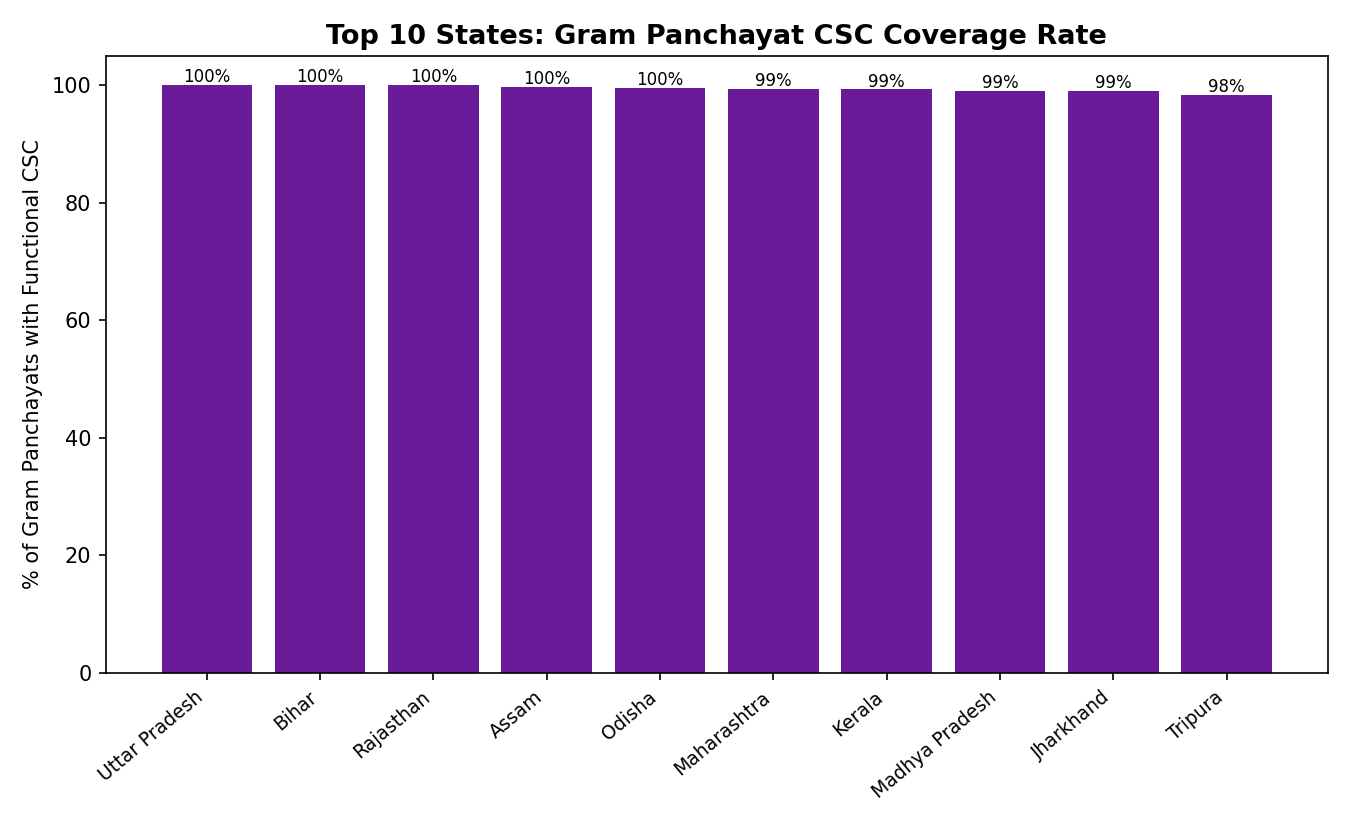 Top 10 States: Gram Panchayat CSC Coverage Rate
% of Gram Panchayats with Functional CSC
100
80
60
40
20
0
100% 100% 100% 100% 100% 99% 99% 99% 99% 98%
Uttar Pradesh Bihar Rajasthan Assam Odisha Maharashtra Kerala Madhya Pradesh Jharkhand Tripura